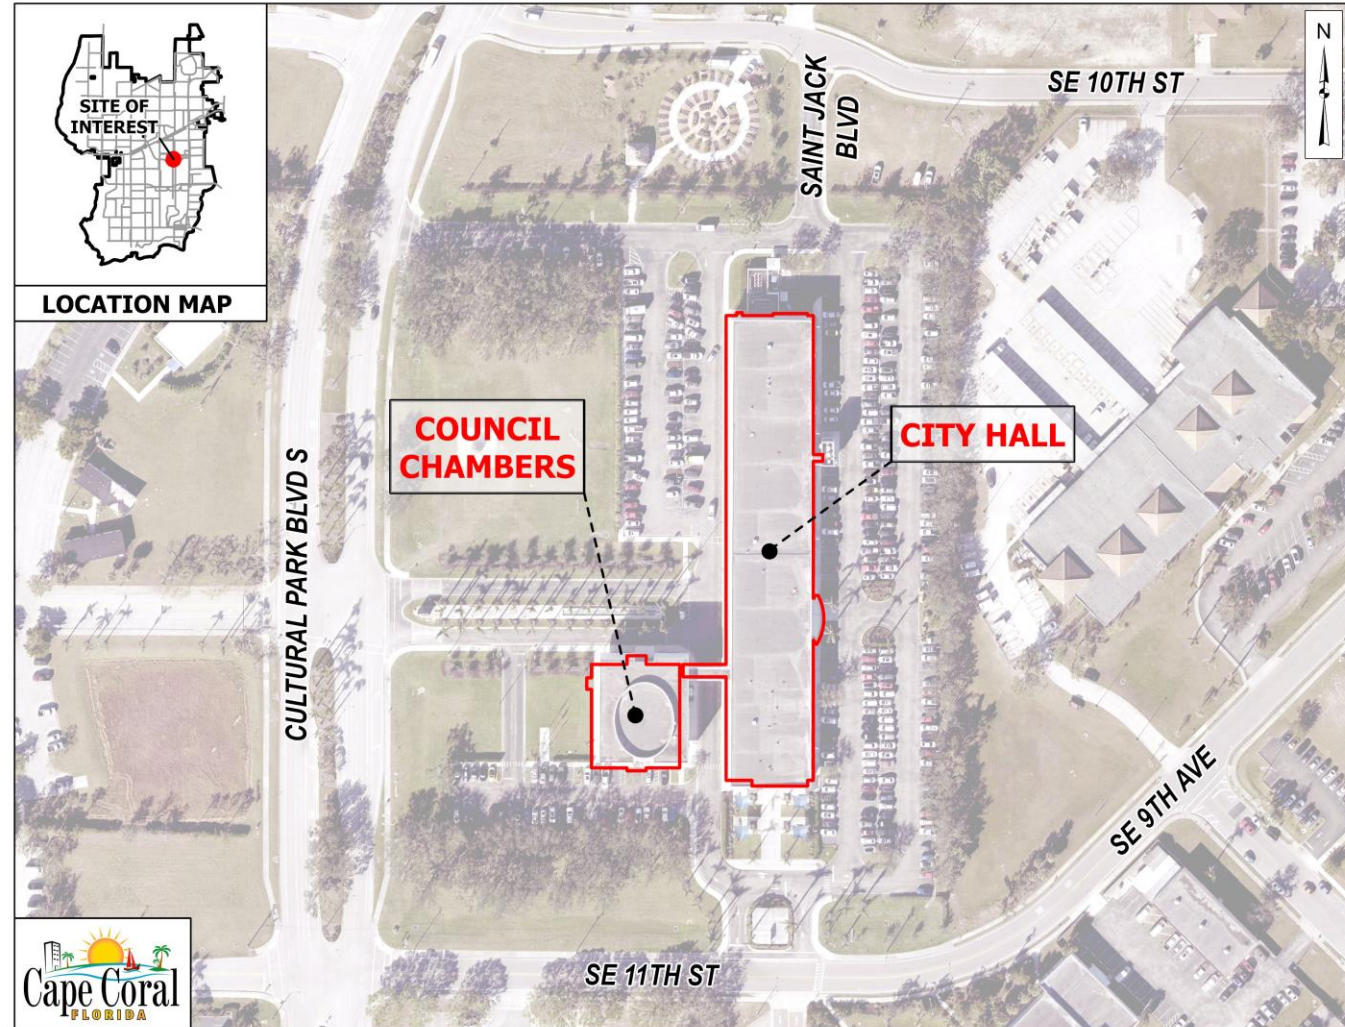 SITE OF
INTEREST
LOCATION MAP
N
SE 10TH ST
SAINT JACK
BLVD
COUNCIL
CHAMBERS
CITY HALL
CULTURAL PARK BLVD S
SE 9TH AVE
SE 11TH ST
Cape Coral
FLORIDA